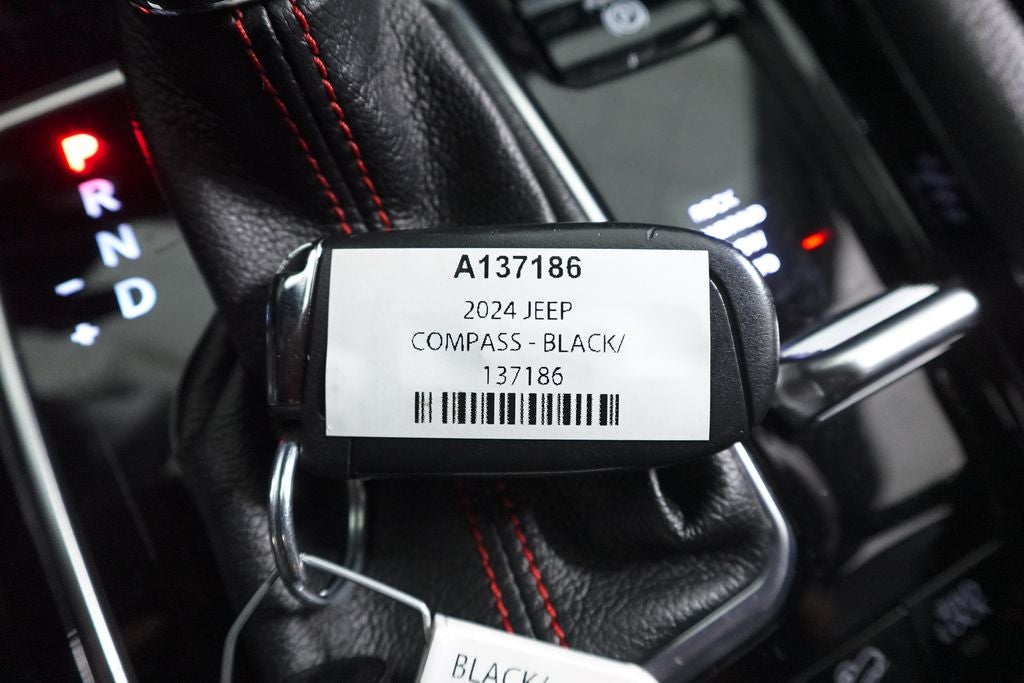 P
R
N
D
-
+
A137186
2024 JEEP
COMPASS - BLACK/
137186
BLACK/